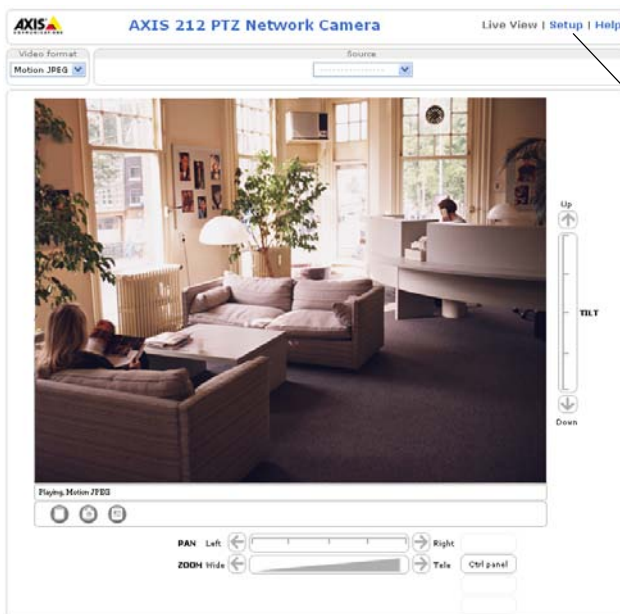 AXIS
COMMUNICATIONS
AXIS 212 PTZ Network Camera
Live View | Setup | Help
Video format
Source
Motion JPEG
---------------
Up
TILT
Down
Playing, Motion JPEG
PAN Left Right
ZOOM Wide Tele Ctrl panel